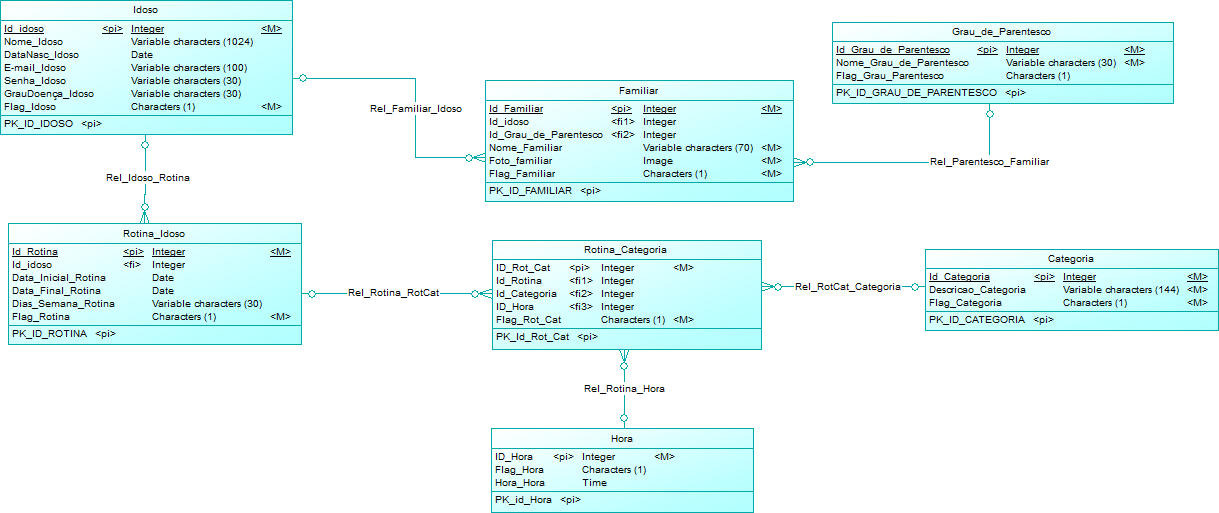 Idoso
Id_idoso <pi> Integer <M>
Nome_Idoso Variable characters (1024)
DataNasc_Idoso Date
E-mail_Idoso Variable characters (100)
Senha_Idoso Variable characters (30)
GrauDoença_Idoso Variable characters (30)
Flag_Idoso Characters (1) <M>
PK_ID_IDOSO <pi>
Rel_Familiar_Idoso
Familiar
Id_Familiar <pi> Integer <M>
Id_idoso <fi1> Integer
Id_Grau_de_Parentesco <fi2> Integer
Nome_Familiar Variable characters (70) <M>
Foto_familiar Image <M>
Flag_Familiar Characters (1) <M>
PK_ID_FAMILIAR <pi>
Grau_de_Parentesco
Id_Grau_de_Parentesco <pi> Integer <M>
Nome_Grau_de_Parentesco Variable characters (30) <M>
Flag_Grau_Parentesco Characters (1)
PK_ID_GRAU_DE_PARENTESCO <pi>
Rel_Parentesco_Familiar
Rel_Idoso_Rotina
Rotina_Idoso
Id_Rotina <pi> Integer <M>
Id_idoso <fi> Integer
Data_Inicial_Rotina Date
Data_Final_Rotina Date
Dias_Semana_Rotina Variable characters (30)
Flag_Rotina Characters (1) <M>
PK_ID_ROTINA <pi>
Rel_Rotina_RotCat
Rotina_Categoria
ID_Rot_Cat <pi> Integer <M>
Id_Rotina <fi1> Integer
Id_Categoria <fi2> Integer
ID_Hora <fi3> Integer
Flag_Rot_Cat Characters (1) <M>
PK_Id_Rot_Cat <pi>
Rel_RotCat_Categoria
Categoria
Id_Categoria <pi> Integer <M>
Descricao_Categoria Variable characters (144) <M>
Flag_Categoria Characters (1) <M>
PK_ID_CATEGORIA <pi>
Rel_Rotina_Hora
Hora
ID_Hora <pi> Integer <M>
Flag_Hora Characters (1)
Hora_Hora Time
PK_id_Hora <pi>